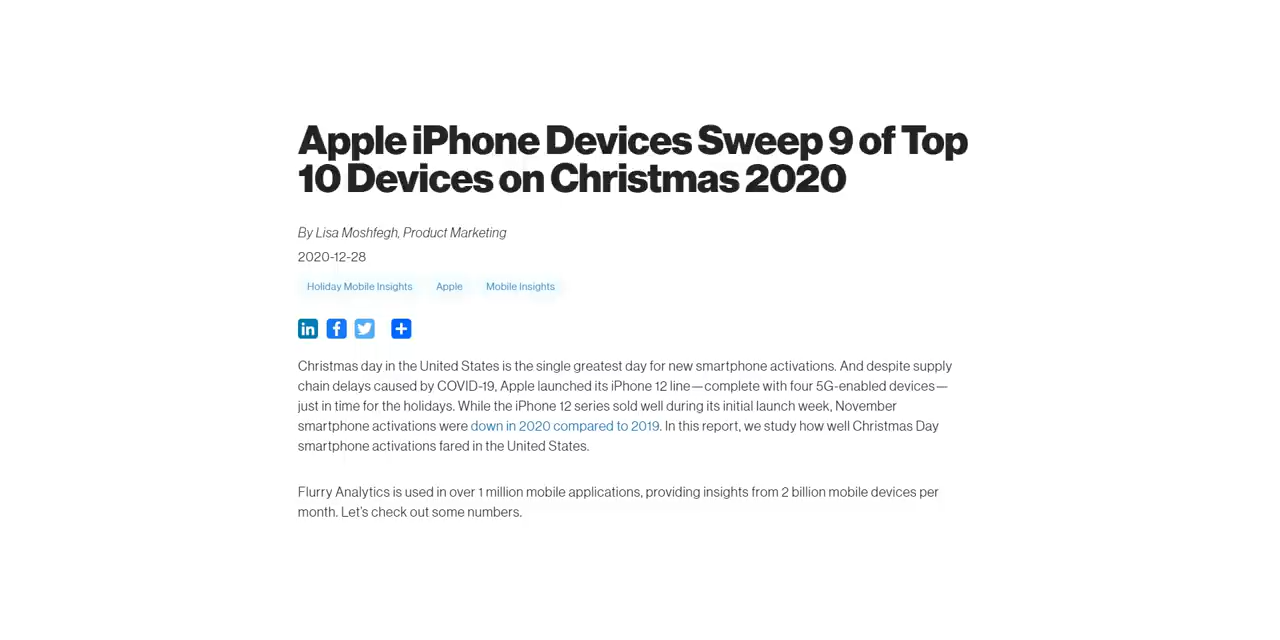 Apple iPhone Devices Sweep 9 of Top
10 Devices on Christmas 2020
By Lisa Moshfegh, Product Marketing
2020-12-28
Holiday Mobile Insights Apple Mobile Insights
Christmas day in the United States is the single greatest day for new smartphone activations. And despite supply
chain delays caused by COVID-19, Apple launched its iPhone 12 line—complete with four 5G-enabled devices—
just in time for the holidays. While the iPhone 12 series sold well during its initial launch week, November
smartphone activations were down in 2020 compared to 2019. In this report, we study how well Christmas Day
smartphone activations fared in the United States.
Flurry Analytics is used in over 1 million mobile applications, providing insights from 2 billion mobile devices per
month. Let's check out some numbers.